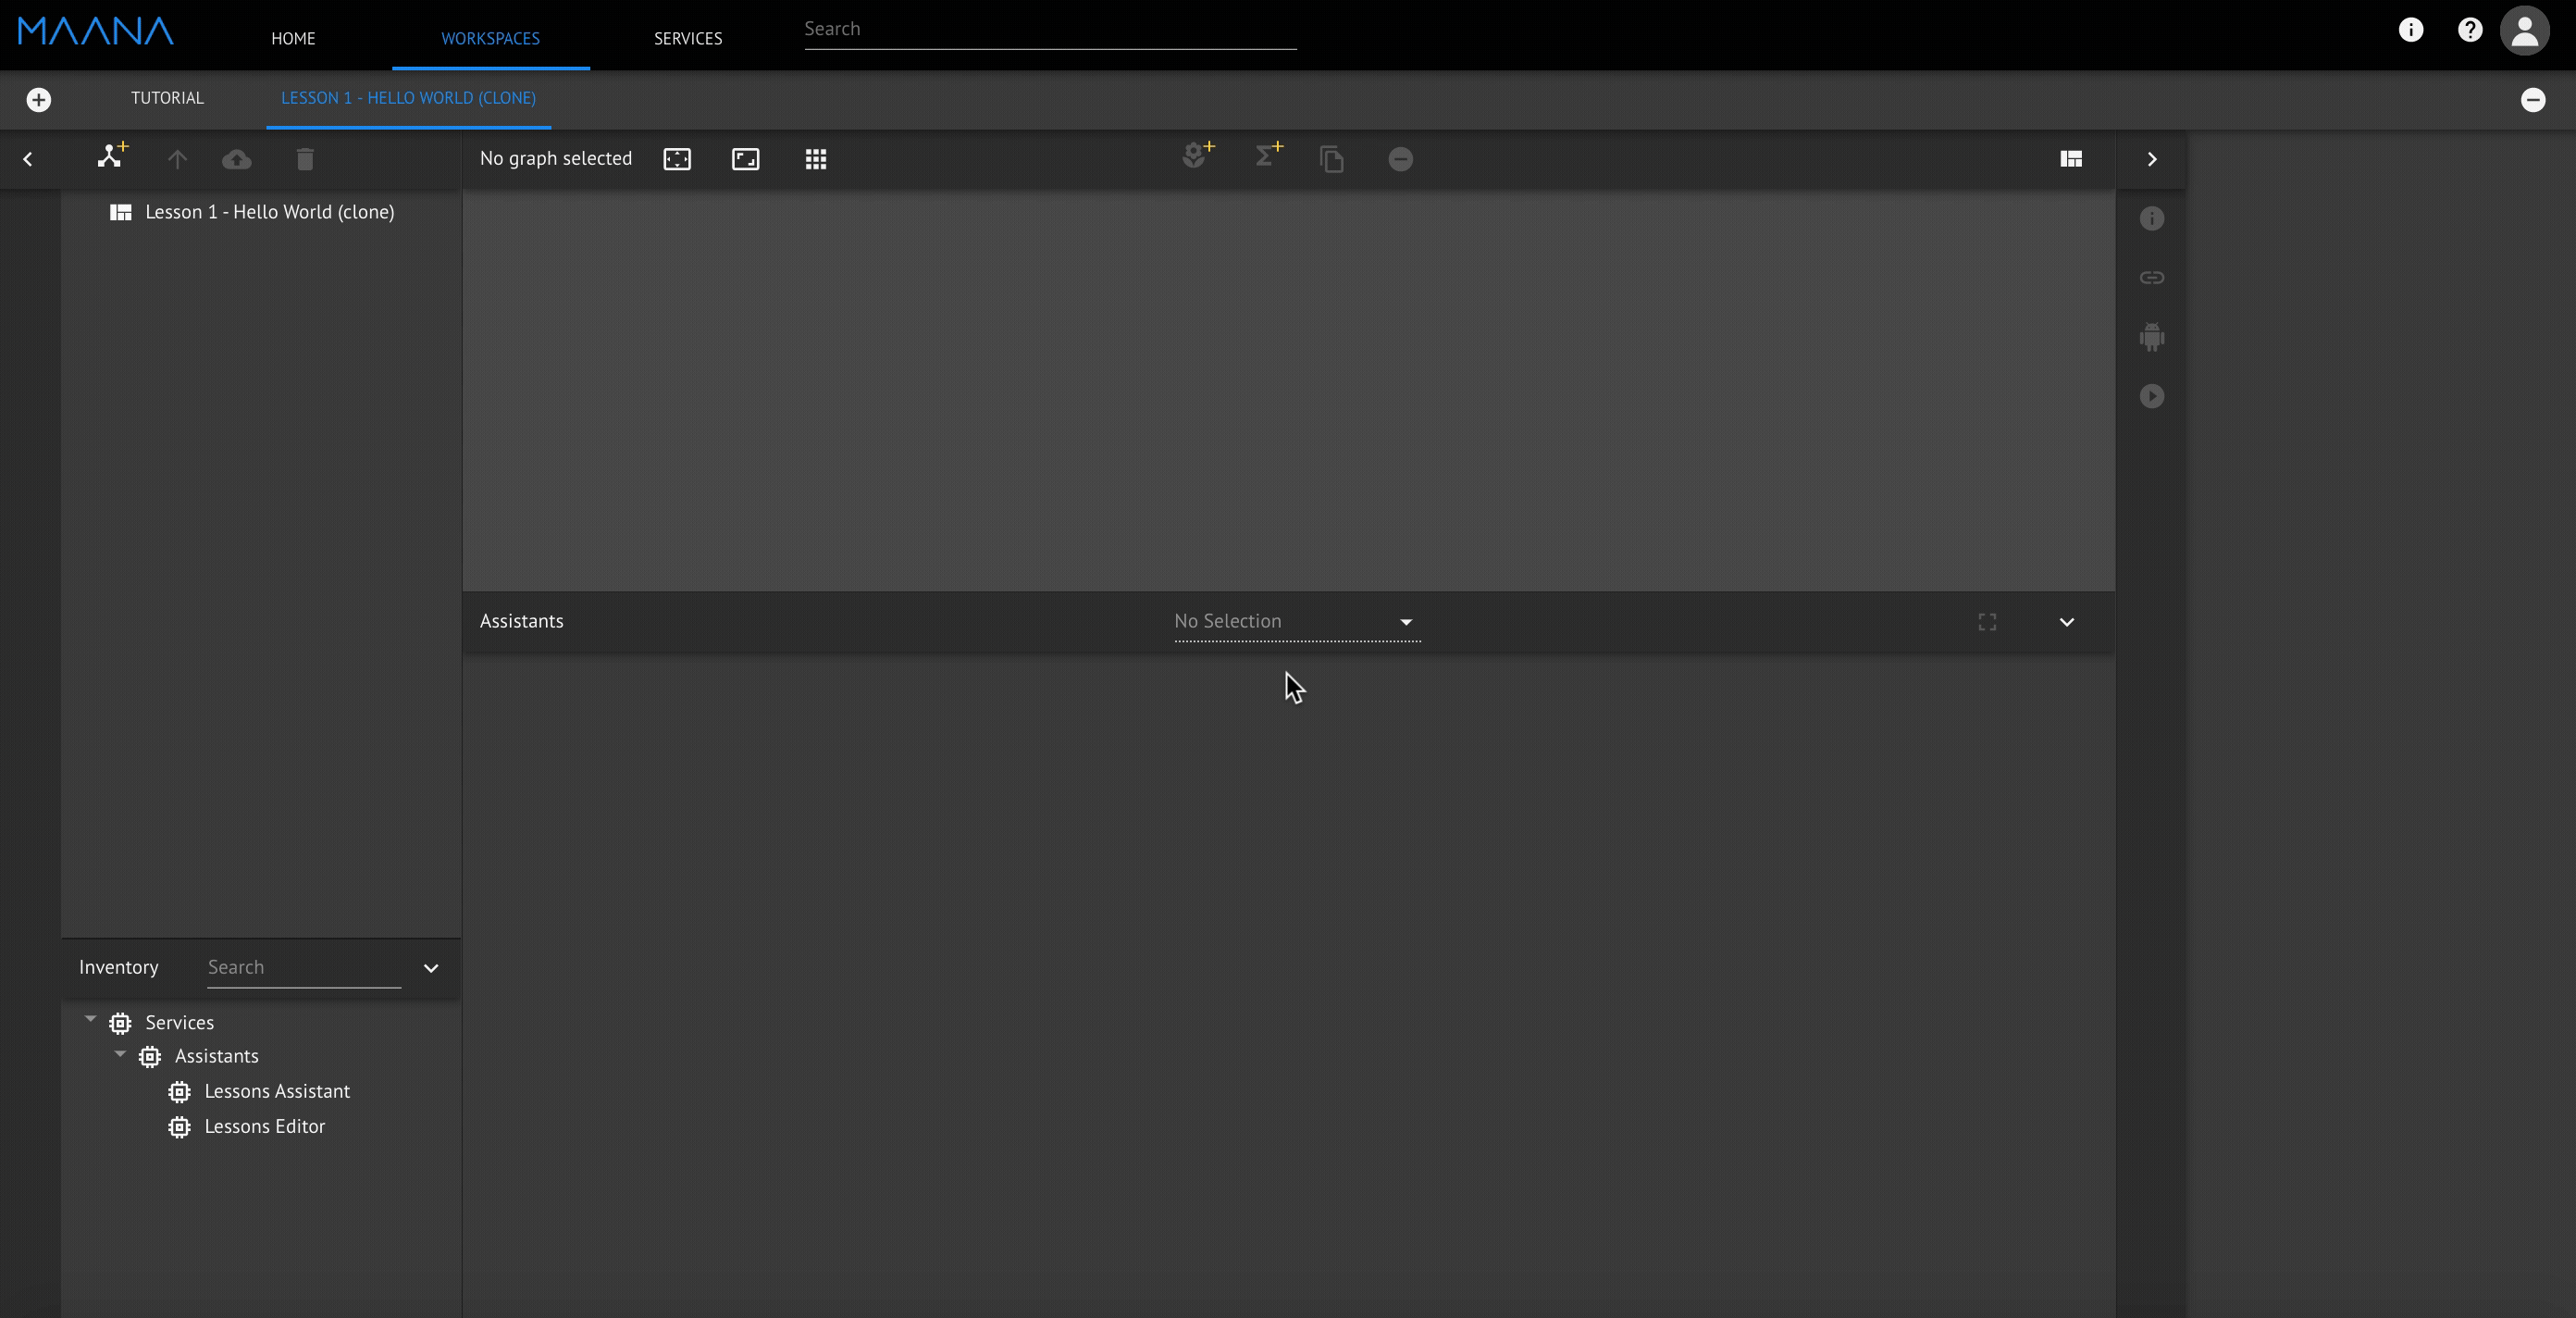 MAANA
HOME
WORKSPACES
SERVICES
Search
TUTORIAL
LESSON 1 - HELLO WORLD (CLONE)
No graph selected
Lesson 1 - Hello World (clone)
Assistants
No Selection
Inventory
Search
Services
Assistants
Lessons Assistant
Lessons Editor